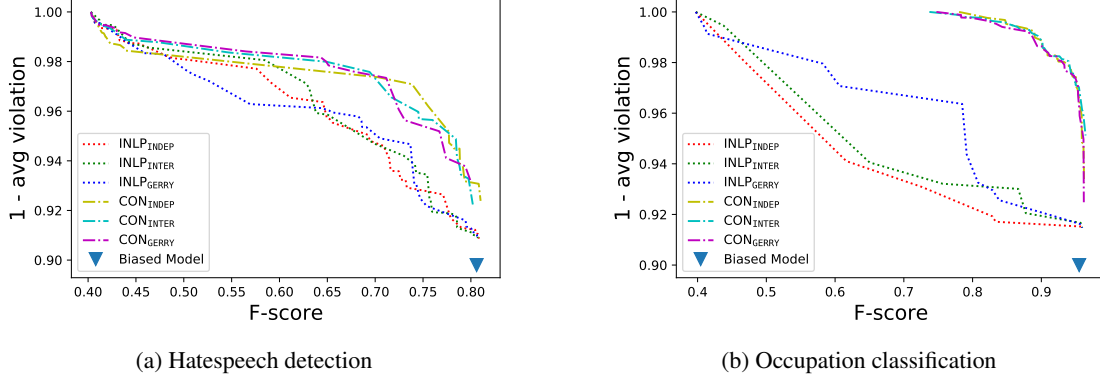 1.00
0.98
0.96
0.94
0.92
0.90
1 - avg violation
INLP_INDEP
INLP_INTER
INLP_GERRY
CON_INDEP
CON_INTER
CON_GERRY
Biased Model
0.40 0.45 0.50 0.55 0.60 0.65 0.70 0.75 0.80
F-score
(a) Hatespeech detection
1.00
0.98
0.96
0.94
0.92
0.90
1 - avg violation
INLP_INDEP
INLP_INTER
INLP_GERRY
CON_INDEP
CON_INTER
CON_GERRY
Biased Model
0.4 0.5 0.6 0.7 0.8 0.9
F-score
(b) Occupation classification